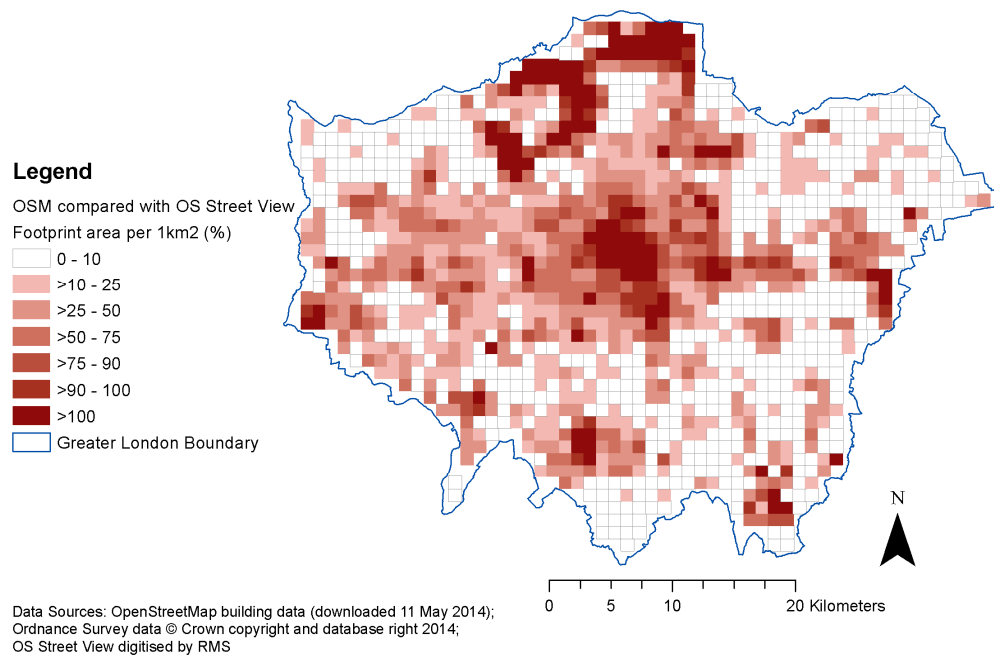 Legend
OSM compared with OS Street View
Footprint area per 1km2 (%)
0 - 10
>10 - 25
>25 - 50
>50 - 75
>75 - 90
>90 - 100
>100
Greater London Boundary
N
0 5 10 20 Kilometers
Data Sources: OpenStreetMap building data (downloaded 11 May 2014);
Ordnance Survey data © Crown copyright and database right 2014;
OS Street View digitised by RMS